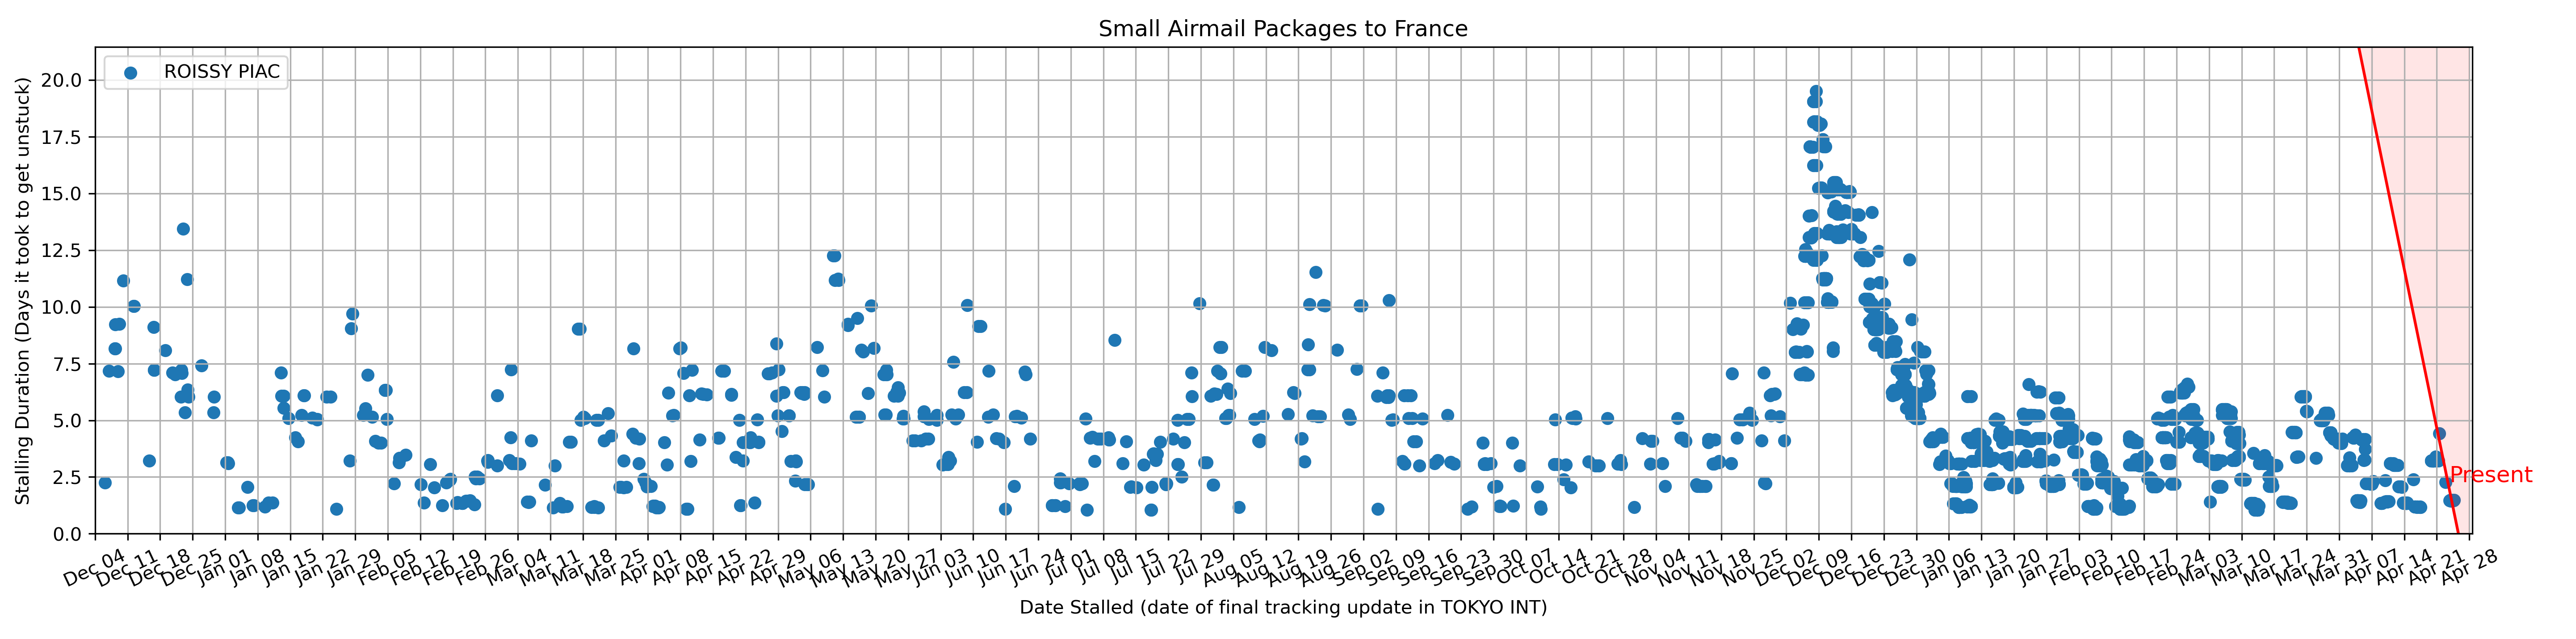 Small Airmail Packages to France
ROISSY PIAC
Stalling Duration (Days it took to get unstuck)
20.0
17.5
15.0
12.5
10.0
7.5
5.0
2.5
0.0
Present
Dec 04 Dec 11 Dec 18 Dec 25 Jan 01 Jan 08 Jan 15 Jan 22 Jan 29 Feb 05 Feb 12 Feb 19 Feb 26 Mar 04 Mar 11 Mar 18 Mar 25 Apr 01 Apr 08 Apr 15 Apr 22 Apr 29 May 06 May 13 May 20 May 27 Jun 03 Jun 10 Jun 17 Jun 24 Jul 01 Jul 08 Jul 15 Jul 22 Jul 29 Aug 05 Aug 12 Aug 19 Aug 26 Sep 02 Sep 09 Sep 16 Sep 23 Sep 30 Oct 07 Oct 14 Oct 21 Oct 28 Nov 04 Nov 11 Nov 18 Nov 25 Dec 02 Dec 09 Dec 16 Dec 23 Dec 30 Jan 06 Jan 13 Jan 20 Jan 27 Feb 03 Feb 10 Feb 17 Feb 24 Mar 03 Mar 10 Mar 17 Mar 24 Mar 31 Apr 07 Apr 14 Apr 21 Apr 28
Date Stalled (date of final tracking update in TOKYO INT)